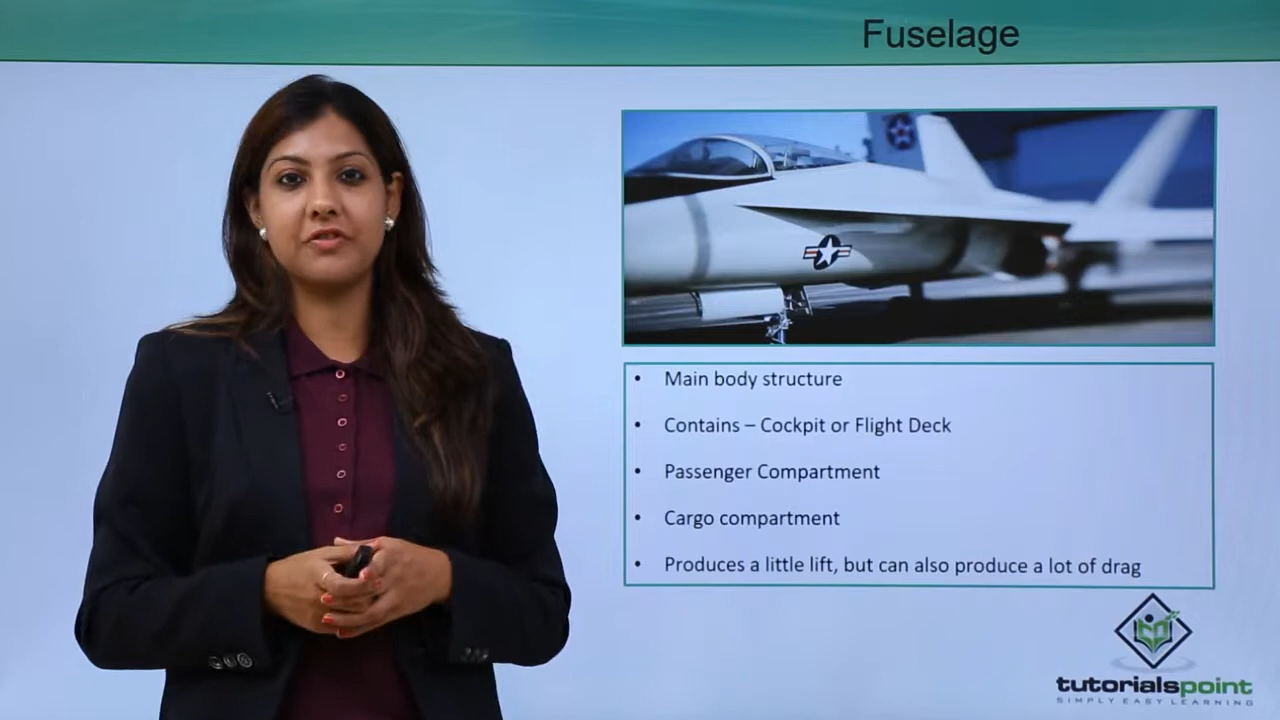 Fuselage
• Main body structure
• Contains – Cockpit or Flight Deck
• Passenger Compartment
• Cargo compartment
• Produces a little lift, but can also produce a lot of drag
tutorialspoint
SIMPLY EASY LEARNING